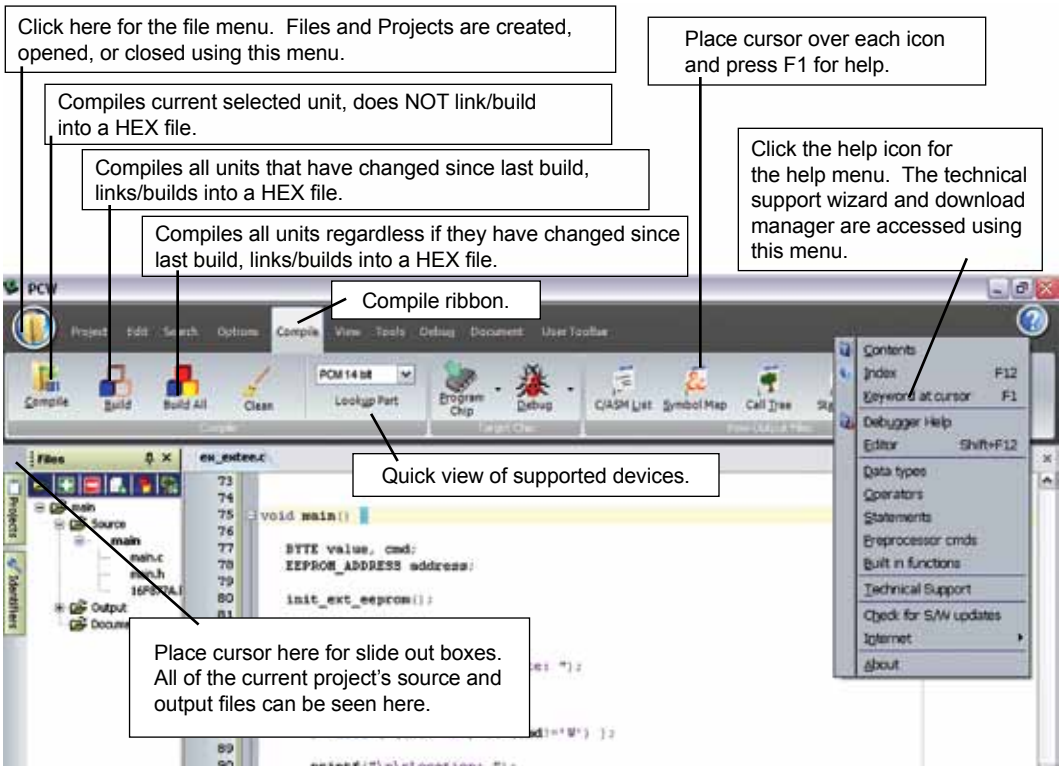 Click here for the file menu.  Files and Projects are created,
opened, or closed using this menu.
Place cursor over each icon
and press F1 for help.
Compiles current selected unit, does NOT link/build
into a HEX file.
Compiles all units that have changed since last build,
links/builds into a HEX file.
Click the help icon for
the help menu.  The technical
support wizard and download
manager are accessed using
this menu.
Compiles all units regardless if they have changed since
last build, links/builds into a HEX file.
PCW
Compile ribbon.
Project Edit Search Options Compile View Tools Debug Document User Toolbar
Compile Build Build All Clean
PCM 14 bit
Lookup Part
Program
Chip
Debug
C/ASM List Symbol Map Call Tree
Compiler
Target Chip
View Output Files
Contents
Index F12
Keyword at cursor F1
Debugger Help
Editor Shift+F12
Data types
Operators
Statements
Preprocessor cmds
Built in functions
Technical Support
Check for S/W updates
Internet
About
Quick view of supported devices.
Files
Projects
Identifiers
main
Source
main
main.c
main.h
Output
ex_extee.c
73
74
75 void main()
76
77 BYTE value, cmd;
78 EEPROM_ADDRESS address;
79
80 init_ext_eeprom();
81
Place cursor here for slide out boxes.
All of the current project's source and
output files can be seen here.
89
90